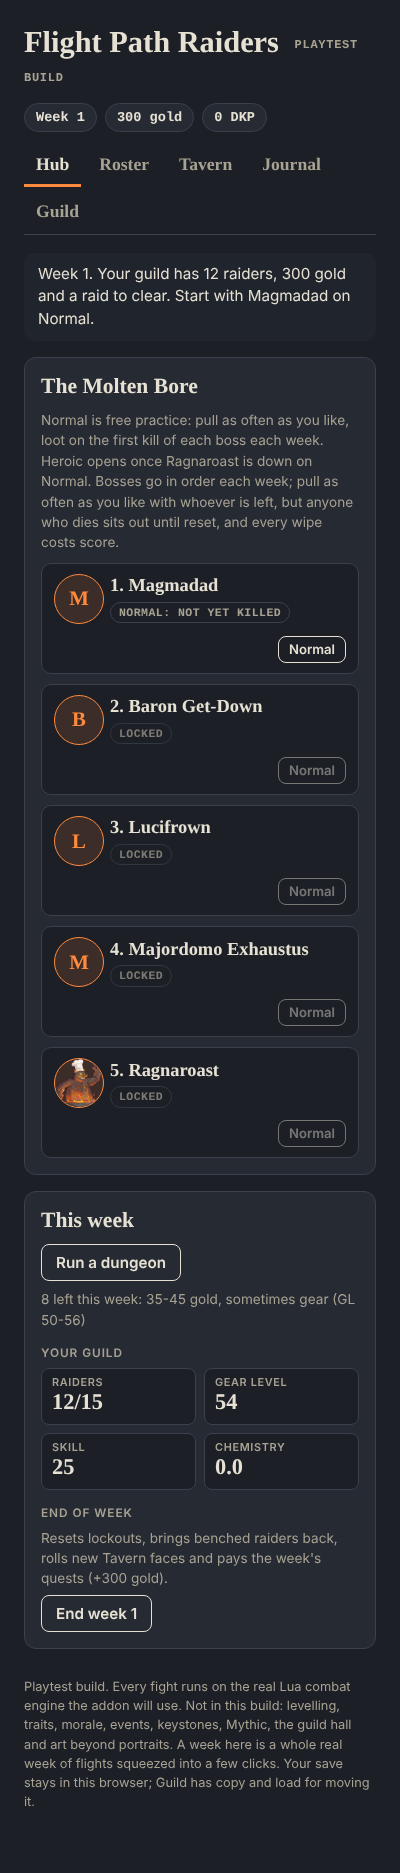 Flight Path Raiders PLAYTEST
BUILD
Week 1 300 gold 0 DKP
Hub Roster Tavern Journal
Guild
Week 1. Your guild has 12 raiders, 300 gold
and a raid to clear. Start with Magmadad on
Normal.
The Molten Bore
Normal is free practice: pull as often as you like,
loot on the first kill of each boss each week.
Heroic opens once Ragnaroast is down on
Normal. Bosses go in order each week; pull as
often as you like with whoever is left, but anyone
who dies sits out until reset, and every wipe
costs score.
M
1. Magmadad
NORMAL: NOT YET KILLED
Normal
B
2. Baron Get-Down
LOCKED
Normal
L
3. Lucifrown
LOCKED
Normal
M
4. Majordomo Exhaustus
LOCKED
Normal
5. Ragnaroast
LOCKED
Normal
This week
Run a dungeon
8 left this week: 35-45 gold, sometimes gear (GL
50-56)
YOUR GUILD
RAIDERS GEAR LEVEL
12/15 54
SKILL CHEMISTRY
25 0.0
END OF WEEK
Resets lockouts, brings benched raiders back,
rolls new Tavern faces and pays the week's
quests (+300 gold).
End week 1
Playtest build. Every fight runs on the real Lua combat
engine the addon will use. Not in this build: levelling,
traits, morale, events, keystones, Mythic, the guild hall
and art beyond portraits. A week here is a whole real
week of flights squeezed into a few clicks. Your save
stays in this browser; Guild has copy and load for moving
it.